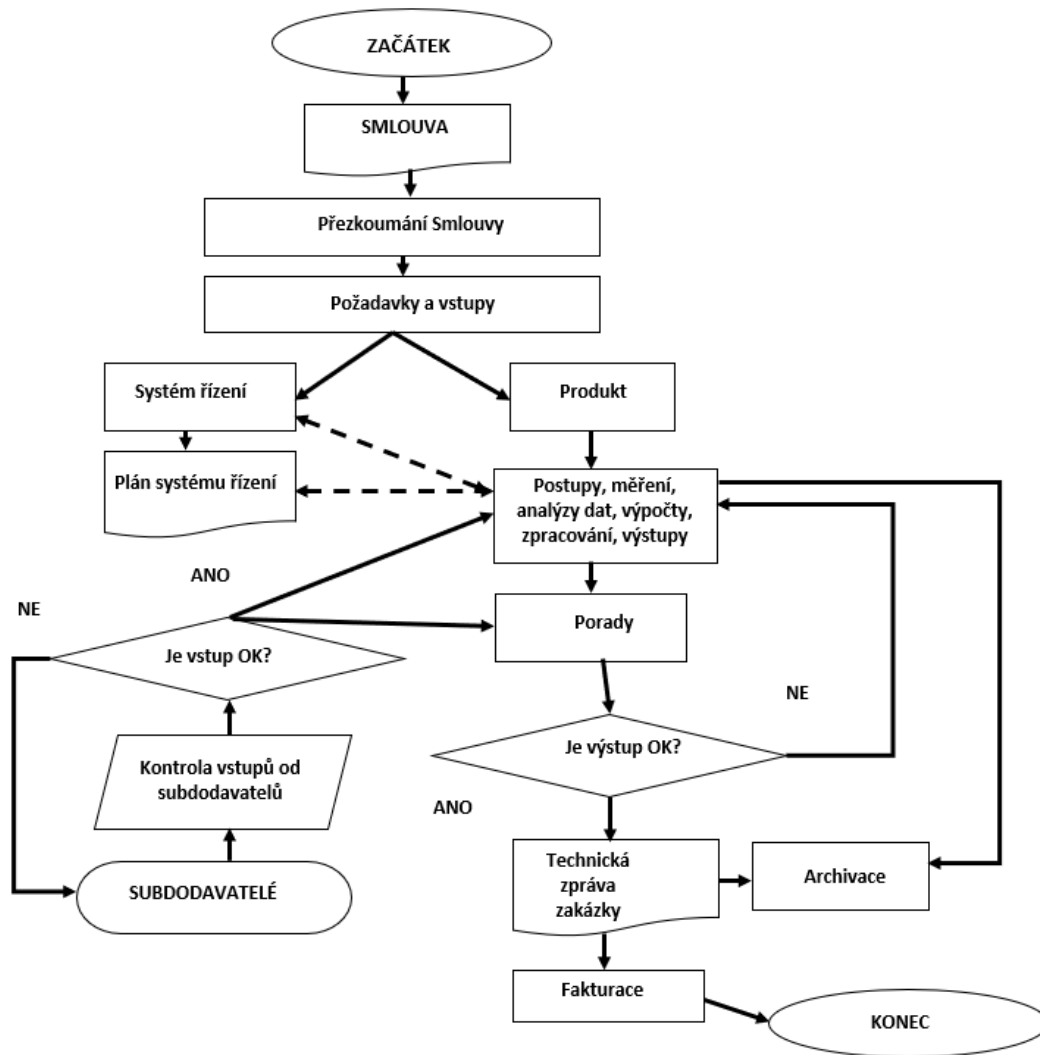 ZAČÁTEK
SMLOUVA
Přezkoumání Smlouvy
Požadavky a vstupy
Systém řízení
Produkt
Plán systému řízení
Postupy, měření,
analýzy dat, výpočty,
zpracování, výstupy
ANO
NE
Porady
Je vstup OK?
NE
Je výstup OK?
Kontrola vstupů od
subdodavatelů
ANO
Technická
zpráva
zakázky
Archivace
SUBDODAVATELÉ
Fakturace
KONEC